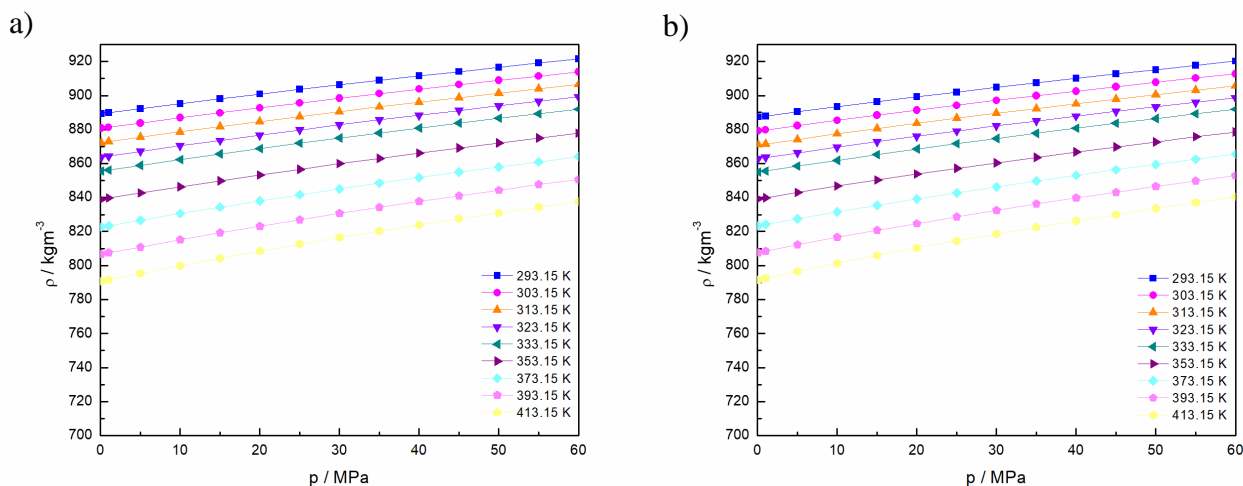 a)
920
900
880
860
840
820
800
780
760
740
720
700
ρ / kgm⁻³
293.15 K
303.15 K
313.15 K
323.15 K
333.15 K
353.15 K
373.15 K
393.15 K
413.15 K
0 10 20 30 40 50 60
p / MPa
b)
920
900
880
860
840
820
800
780
760
740
720
700
ρ / kgm⁻³
293.15 K
303.15 K
313.15 K
323.15 K
333.15 K
353.15 K
373.15 K
393.15 K
413.15 K
0 10 20 30 40 50 60
p / MPa